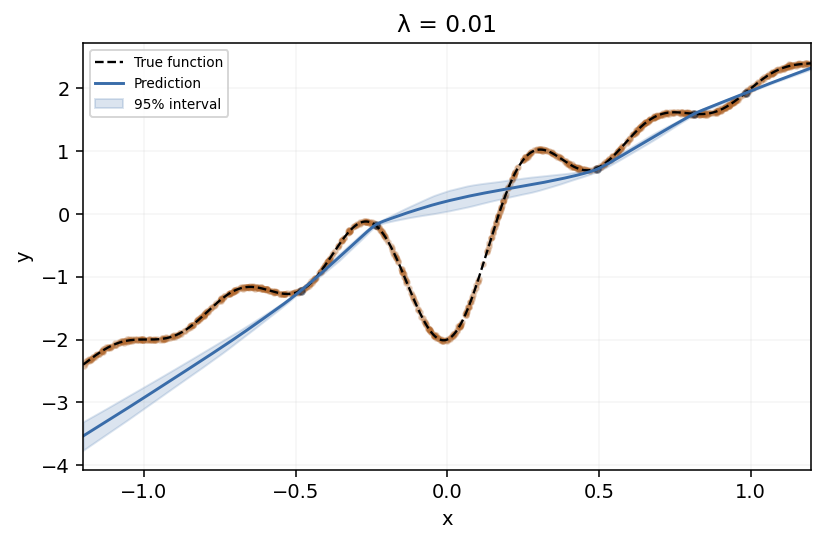 λ = 0.01
True function
Prediction
95% interval
y
2
1
0
−1
−2
−3
−4
−1.0 −0.5 0.0 0.5 1.0
x